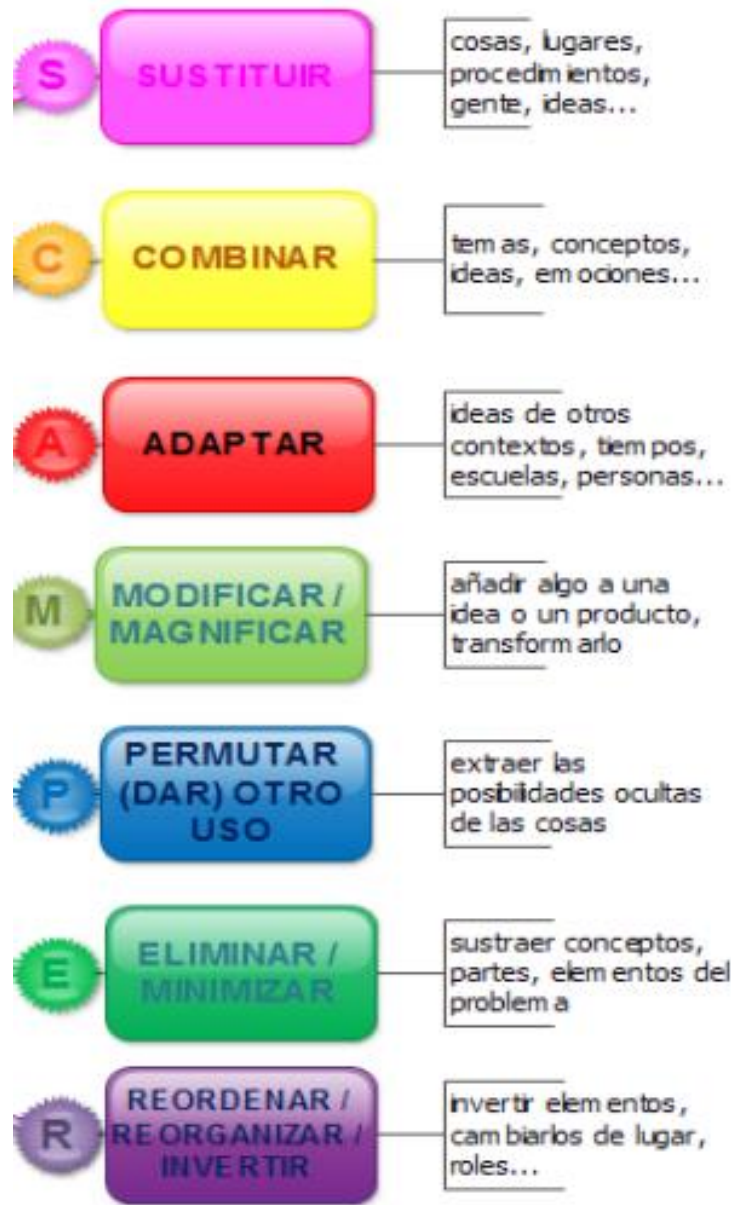 S
SUSTITUIR
cosas, lugares,
procedimientos,
gente, ideas...
C
COMBINAR
temas, conceptos,
ideas, emociones...
A
ADAPTAR
ideas de otros
contextos, tiempos,
escuelas, personas...
M
MODIFICAR /
MAGNIFICAR
añadir algo a una
idea o un producto,
transformarlo
P
PERMUTAR
(DAR) OTRO
USO
extraer las
posibilidades ocultas
de las cosas
E
ELIMINAR /
MINIMIZAR
sustraer conceptos,
partes, elementos del
problema
R
REORDENAR /
REORGANIZAR /
INVERTIR
invertir elementos,
cambiarlos de lugar,
roles...